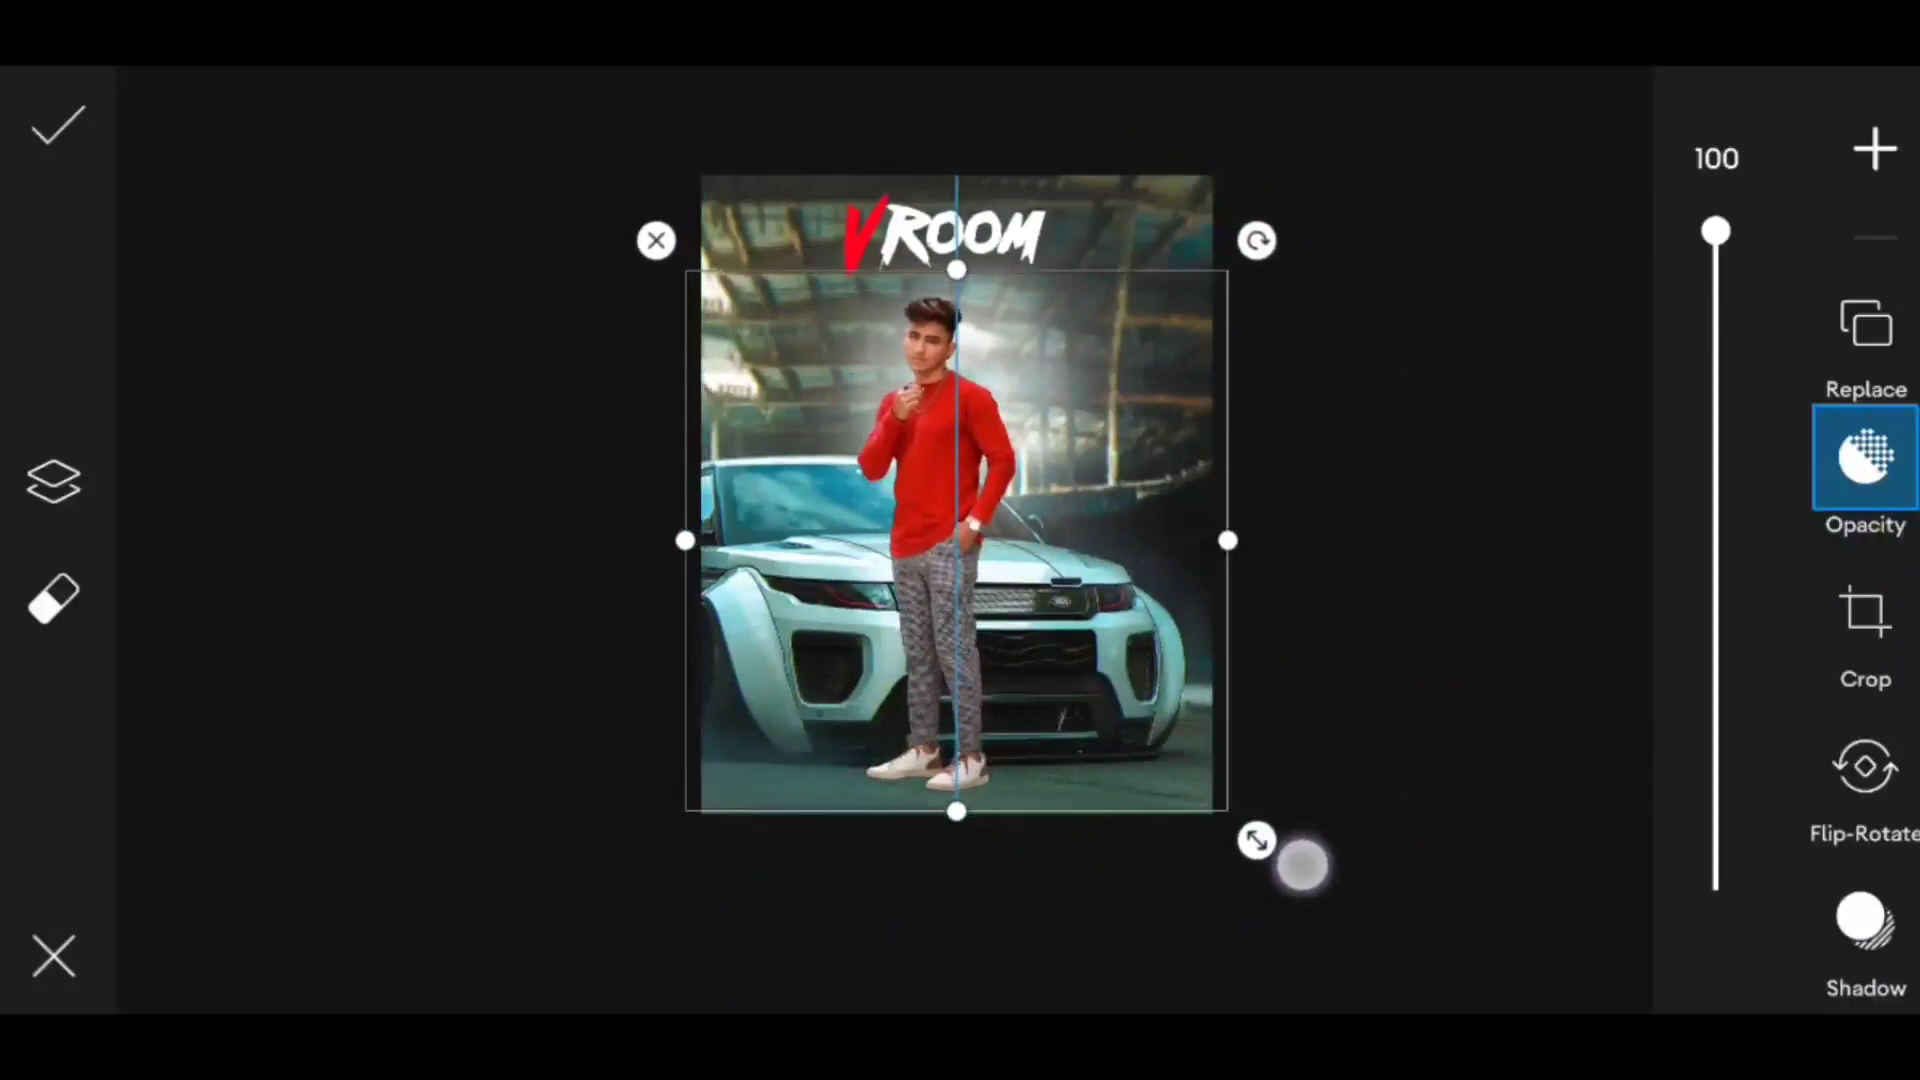 100
VROOM
Replace
Opacity
Crop
Flip-Rotate
Shadow